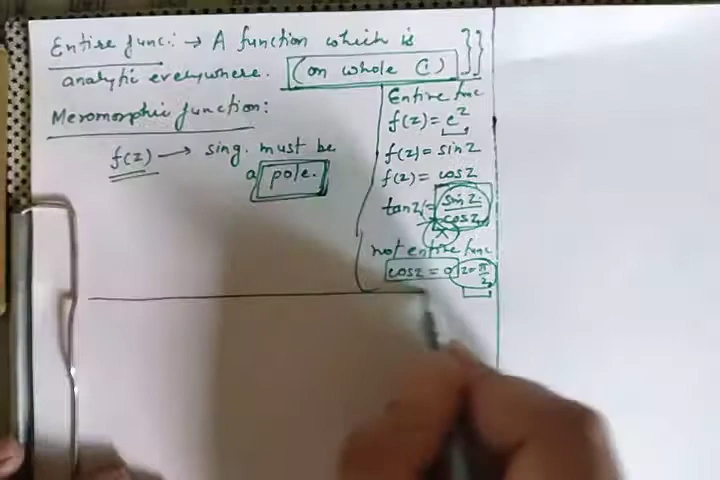 Entire func: → A function which is
analytic everywhere. (on whole ℂ)
Meromorphic function:
f(z) → sing. must be
a pole.
Entire func
f(z) = e^z
f(z) = sin z
f(z) = cos z
tan z = sin z / cos z
not entire func
cos z = 0 z = π/2